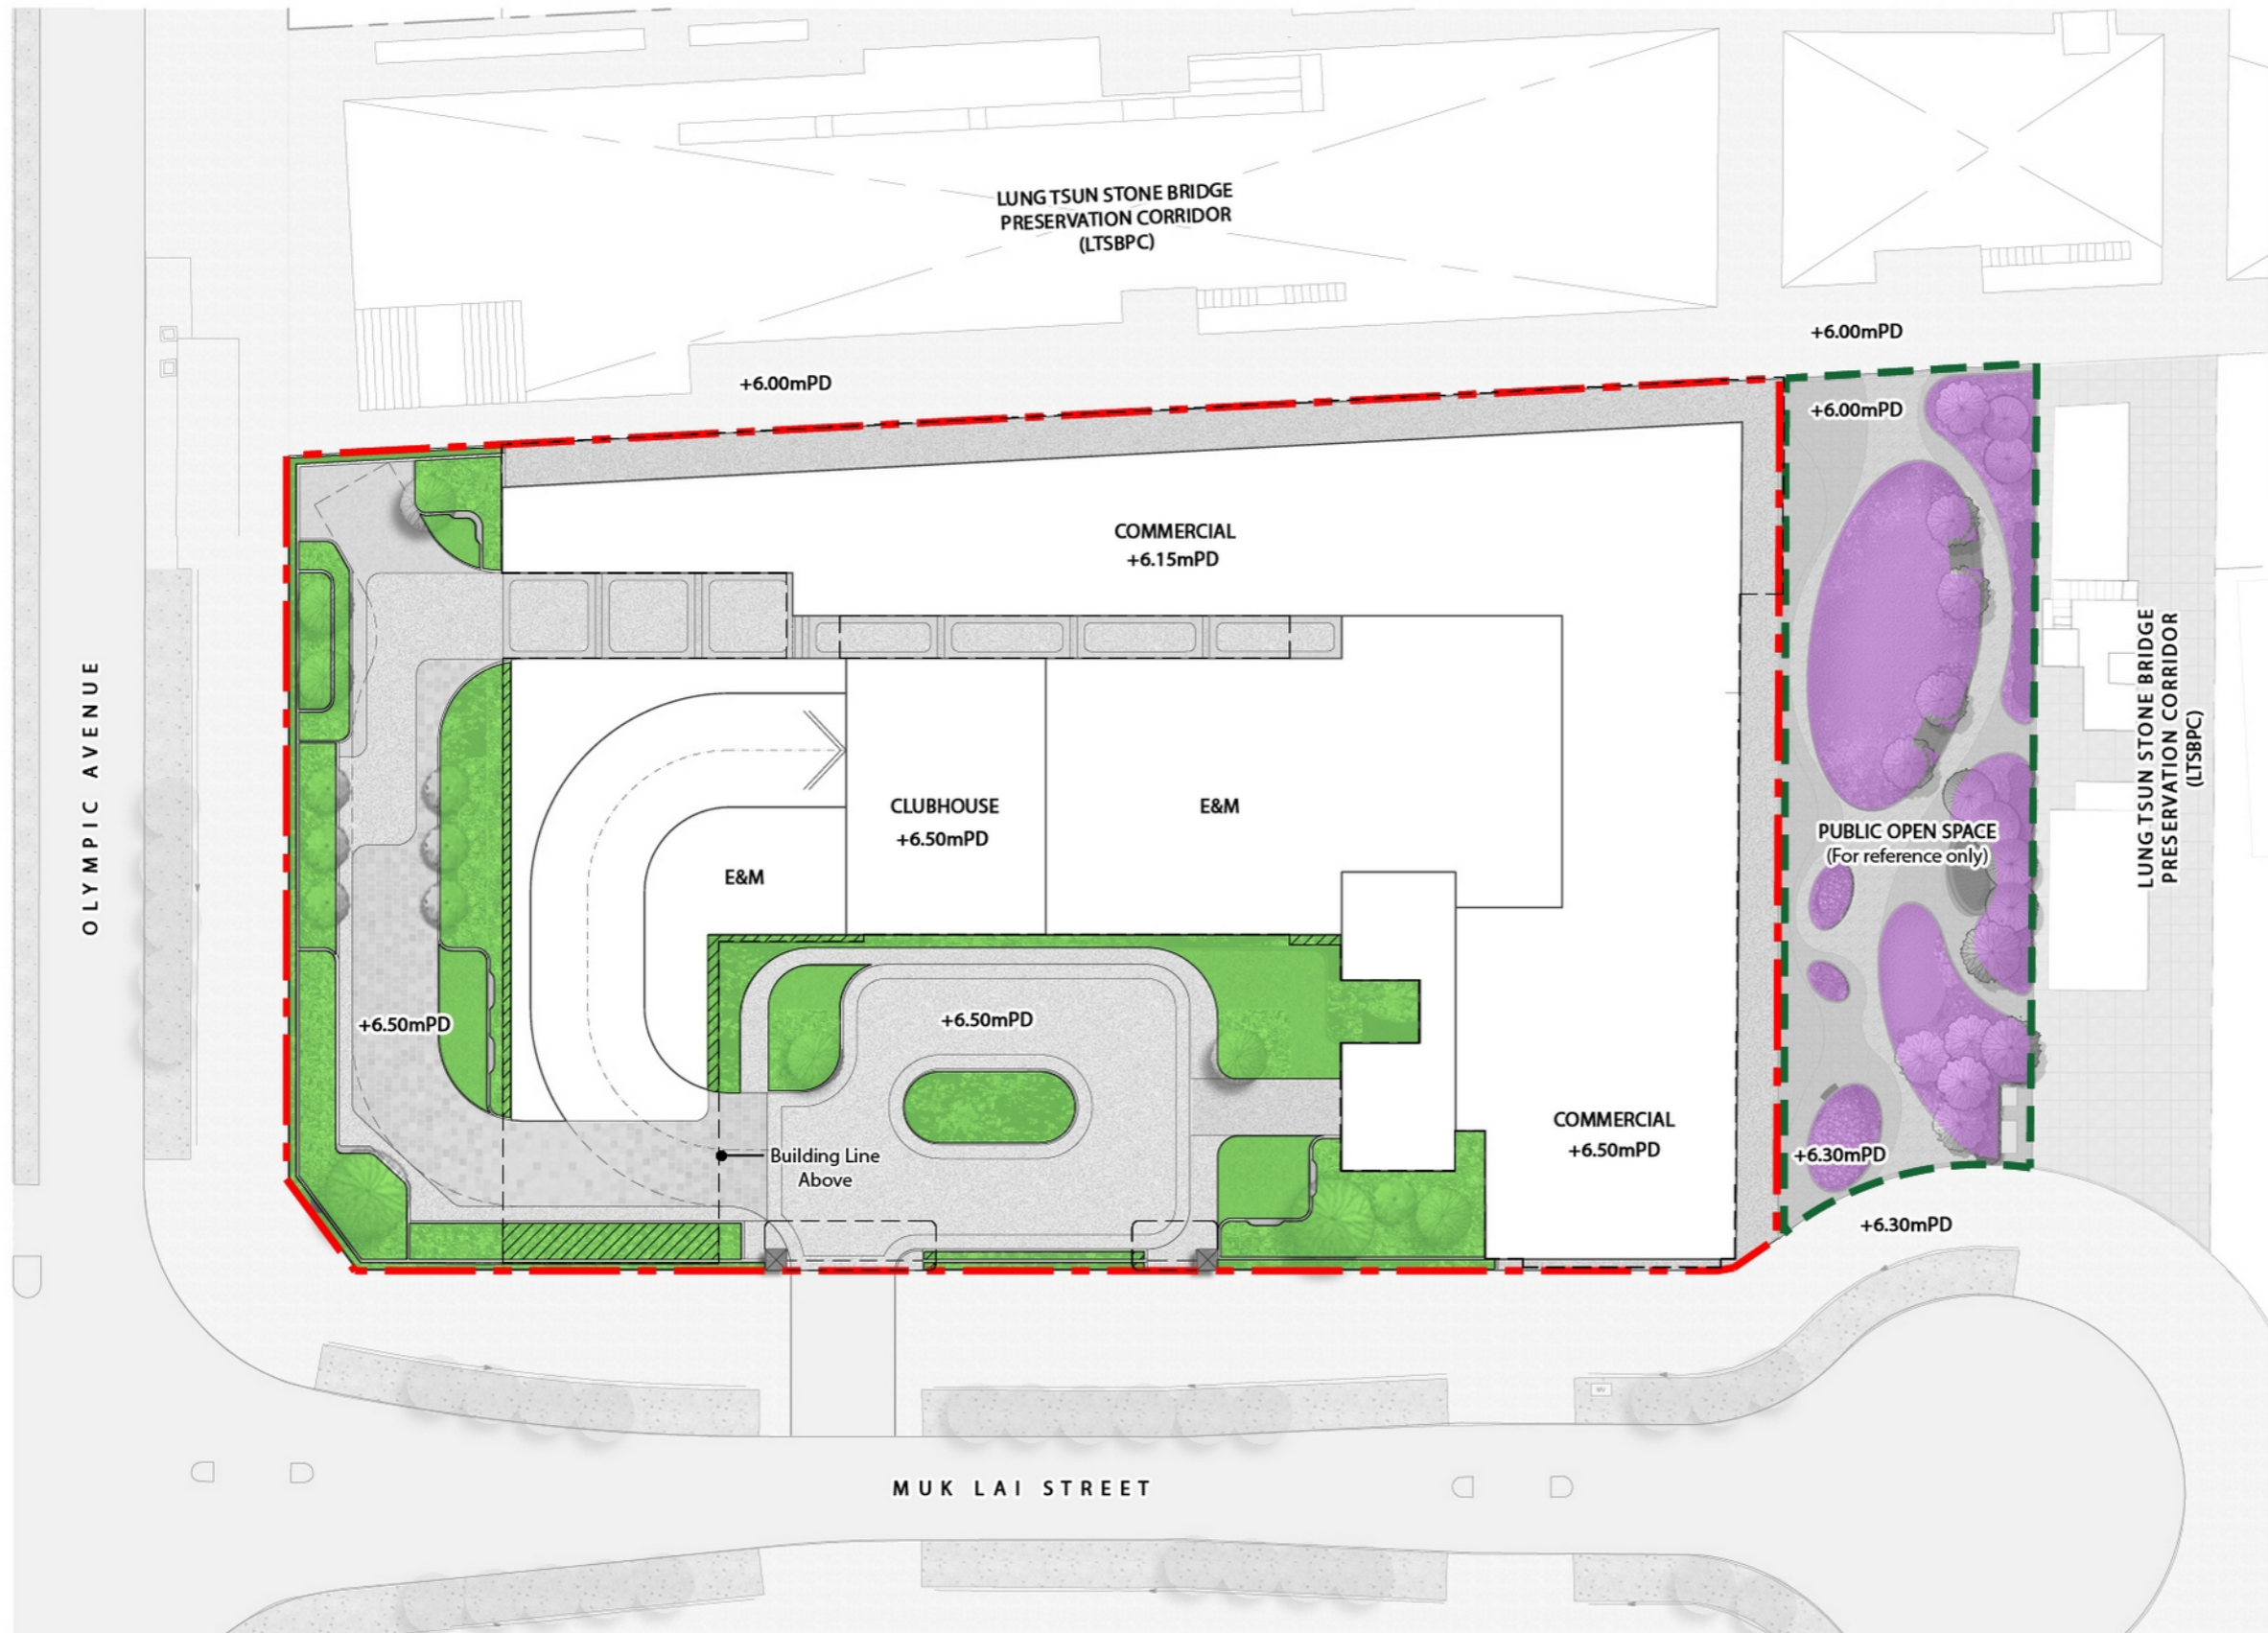 LUNG TSUN STONE BRIDGE
PRESERVATION CORRIDOR
(LTSBPC)
+6.00mPD
+6.00mPD
+6.00mPD
COMMERCIAL
+6.15mPD
OLYMPIC AVENUE
CLUBHOUSE
+6.50mPD
E&M
E&M
PUBLIC OPEN SPACE
(For reference only)
LUNG TSUN STONE BRIDGE
PRESERVATION CORRIDOR
(LTSBPC)
+6.50mPD
+6.50mPD
COMMERCIAL
+6.50mPD
Building Line
Above
+6.30mPD
+6.30mPD
MUK LAI STREET